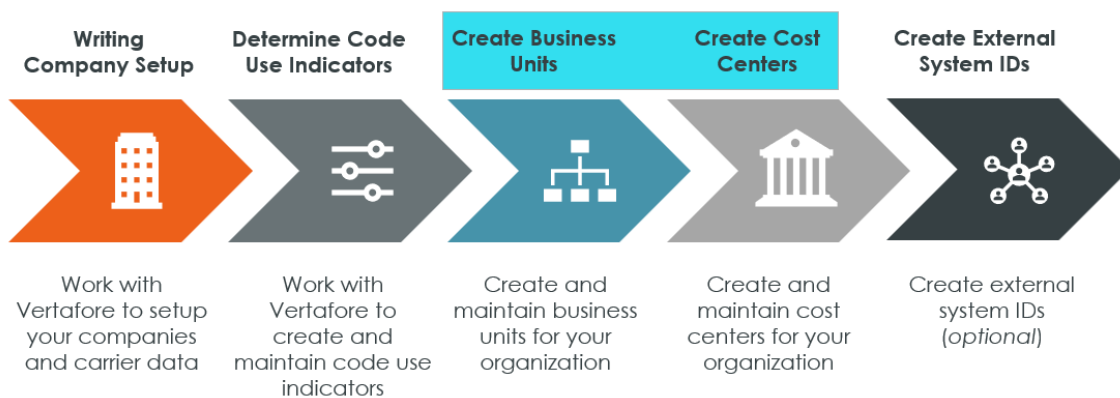 Writing
Company Setup
Determine Code
Use Indicators
Create Business
Units
Create Cost
Centers
Create External
System IDs
Work with
Vertafore to setup
your companies
and carrier data
Work with
Vertafore to
create and
maintain code use
indicators
Create and
maintain business
units for your
organization
Create and
maintain cost
centers for your
organization
Create external
system IDs
(optional)